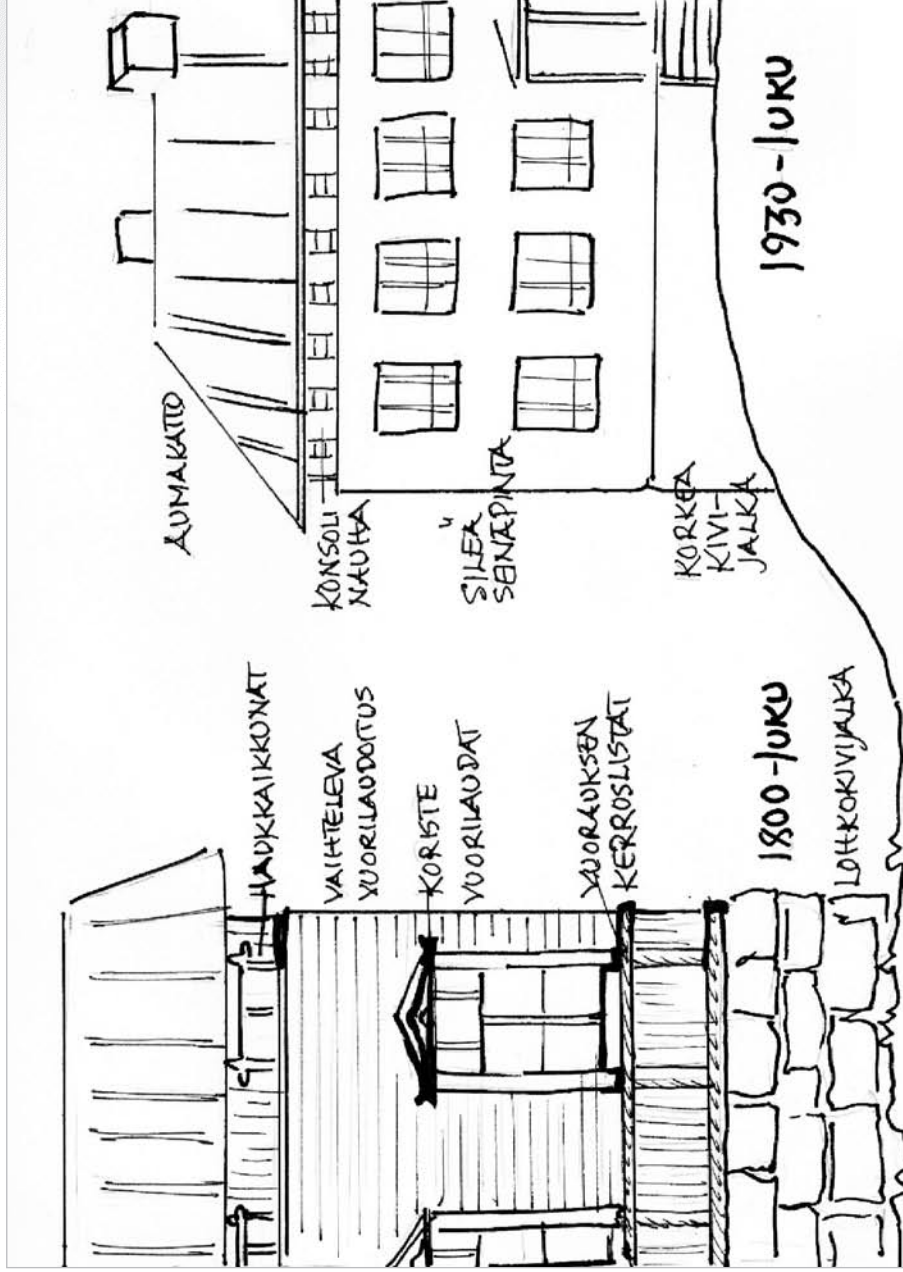 HAUKKAIKKUNAT
VAIHTELEVA
VUORILAUDOITUS
KORISTE
VUORILAUDAT
VUORAUKSEN
KERROSLISTAT
1800-luku
LOHKOKIVIJALKA
AUMAKATTO
KONSOLI
NAUHA
SILEÄ
SEINÄPINTA
KORKEA
KIVI-
JALKA
1930-luku